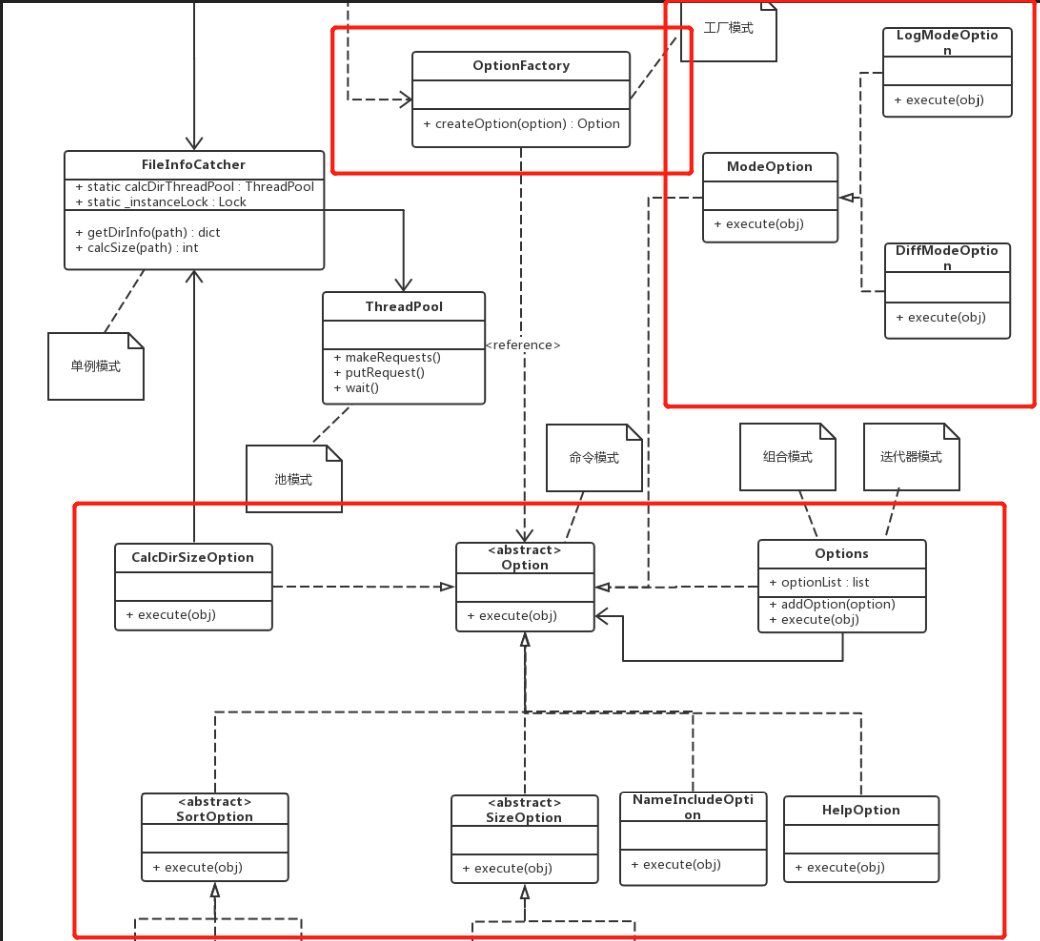 工厂模式
LogModeOptio
n
+ execute(obj)
OptionFactory
+ createOption(option) : Option
FileInfoCatcher
+ static calcDirThreadPool : ThreadPool
+ static _instanceLock : Lock
+ getDirInfo(path) : dict
+ calcSize(path) : int
ModeOption
+ execute(obj)
DiffModeOptio
n
+ execute(obj)
ThreadPool
+ makeRequests()
+ putRequest()
+ wait()
<reference>
单例模式
池模式
命令模式
组合模式
迭代器模式
CalcDirSizeOption
+ execute(obj)
<abstract>
Option
+ execute(obj)
Options
+ optionList : list
+ addOption(option)
+ execute(obj)
<abstract>
SortOption
+ execute(obj)
<abstract>
SizeOption
+ execute(obj)
NameIncludeOpti
on
+ execute(obj)
HelpOption
+ execute(obj)